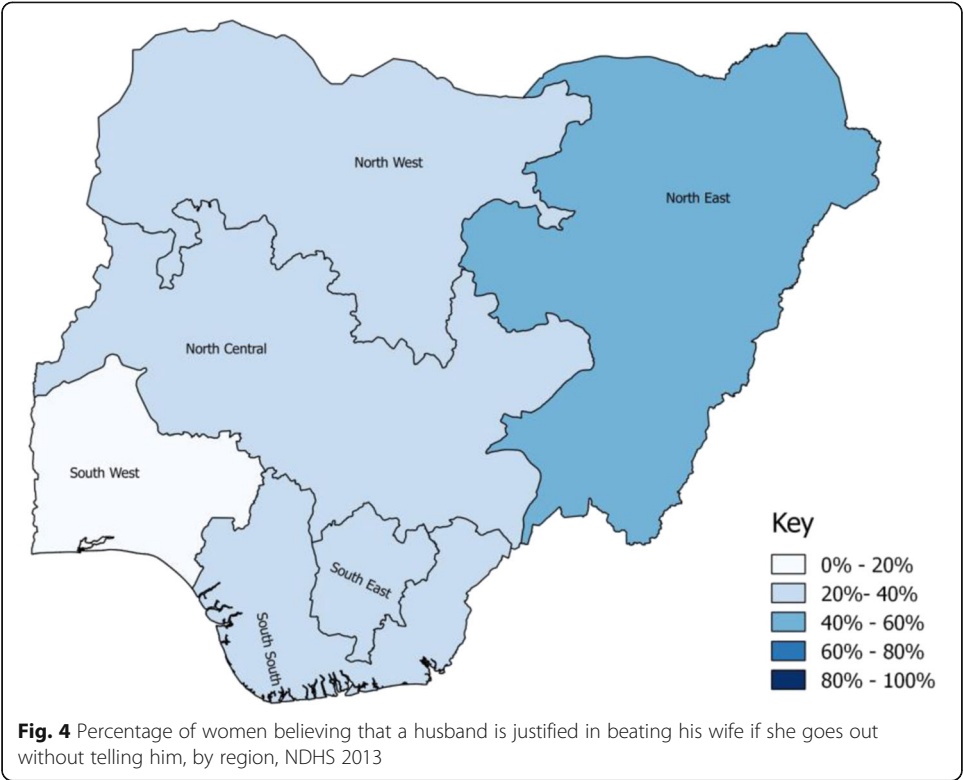 North West
North East
North Central
South West
South East
South South
Key
0% - 20%
20%- 40%
40% - 60%
60% - 80%
80% - 100%
Fig. 4 Percentage of women believing that a husband is justified in beating his wife if she goes out
without telling him, by region, NDHS 2013